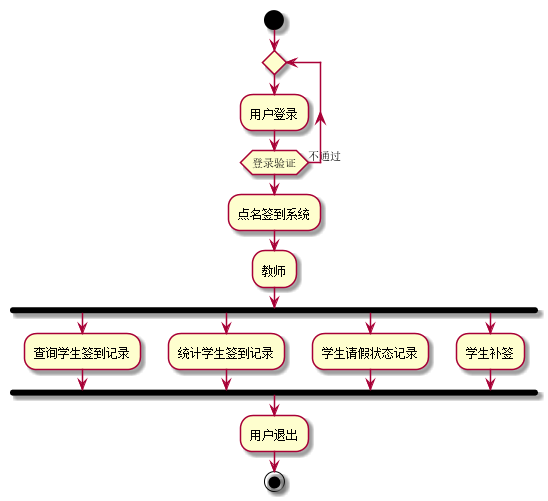 用户登录
登录验证
不通过
点名签到系统
教师
查询学生签到记录
统计学生签到记录
学生请假状态记录
学生补签
用户退出